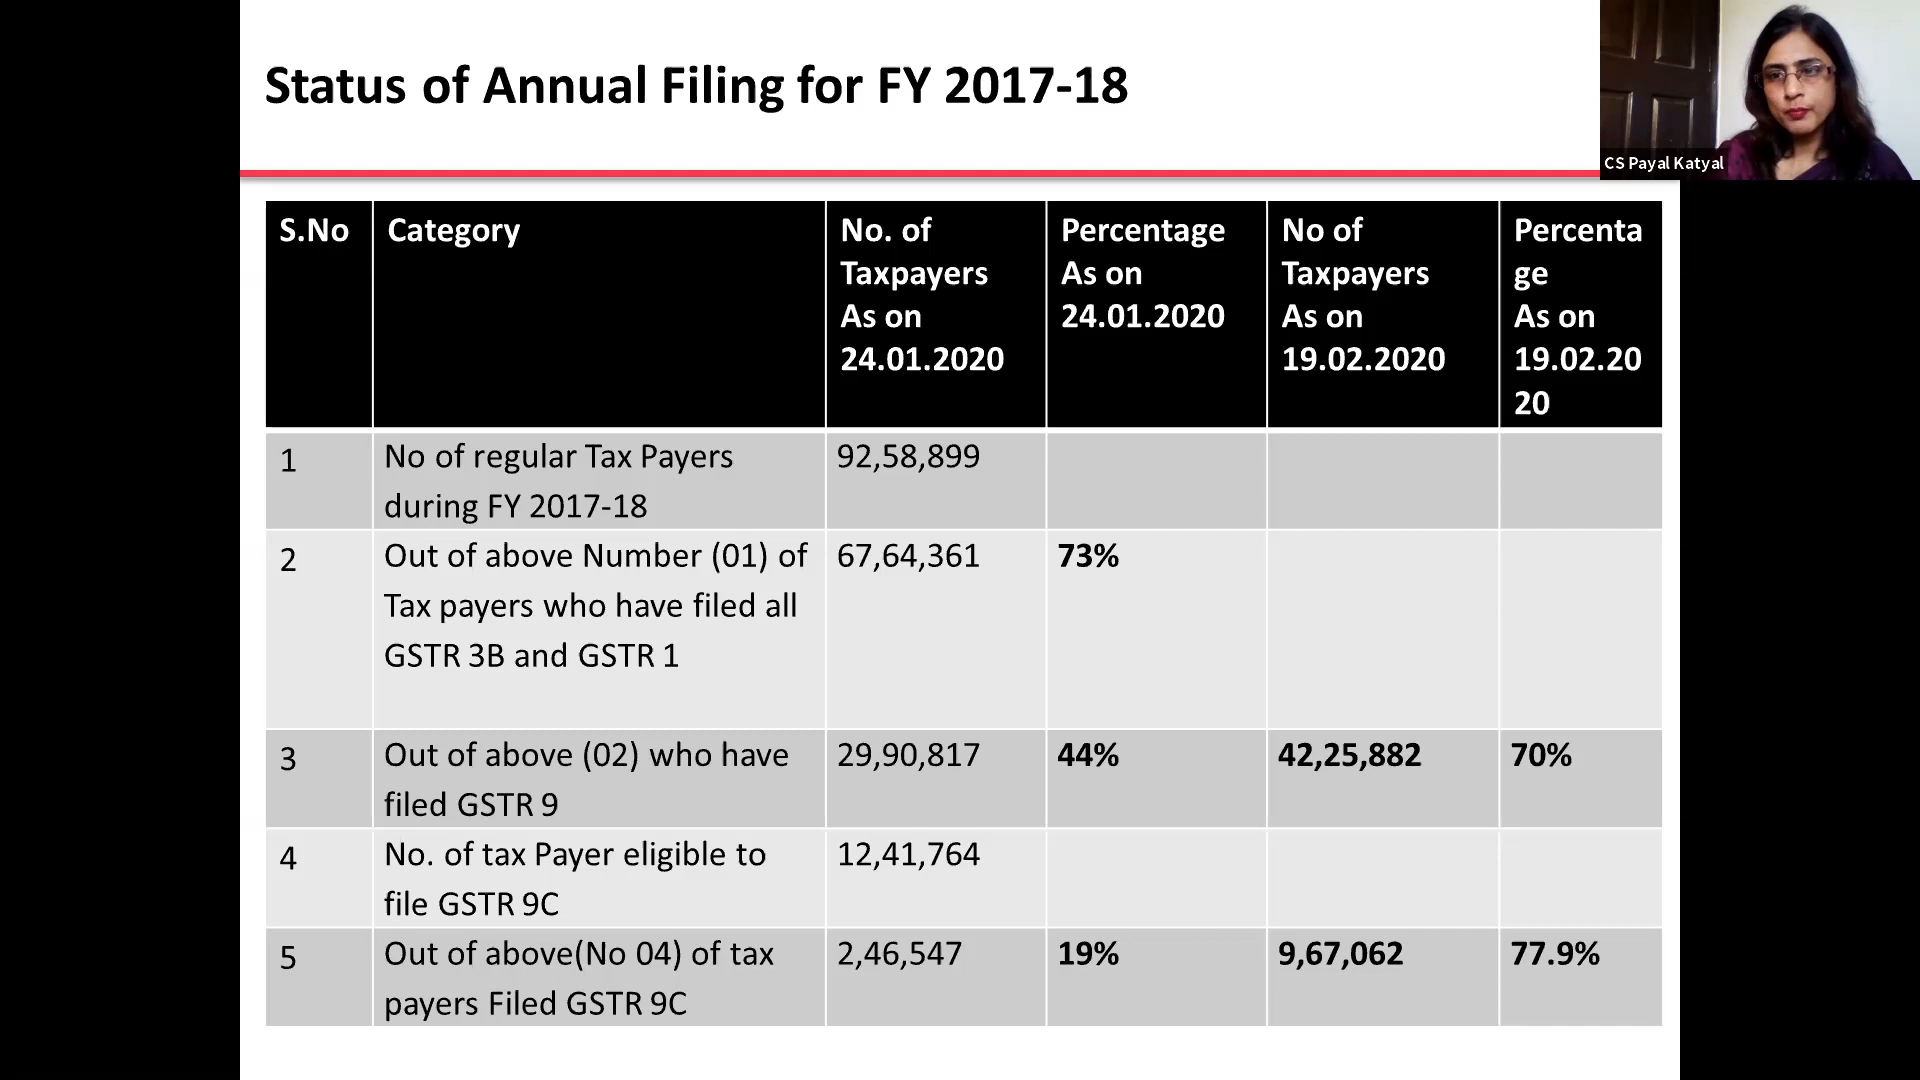 Status of Annual Filing for FY 2017-18
CS Payal Katyal
S.No
Category
No. of
Taxpayers
As on
24.01.2020
Percentage
As on
24.01.2020
No of
Taxpayers
As on
19.02.2020
Percenta
ge
As on
19.02.20
20
1
No of regular Tax Payers
during FY 2017-18
92,58,899
2
Out of above Number (01) of
Tax payers who have filed all
GSTR 3B and GSTR 1
67,64,361
73%
3
Out of above (02) who have
filed GSTR 9
29,90,817
44%
42,25,882
70%
4
No. of tax Payer eligible to
file GSTR 9C
12,41,764
5
Out of above(No 04) of tax
payers Filed GSTR 9C
2,46,547
19%
9,67,062
77.9%